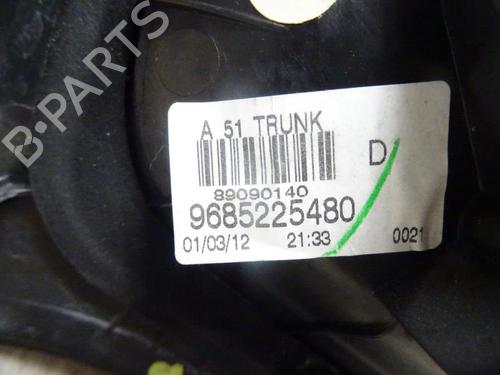 B-PARTS
A 51 TRUNK
D
89090140
9685225480
01/03/12 21:33 0021